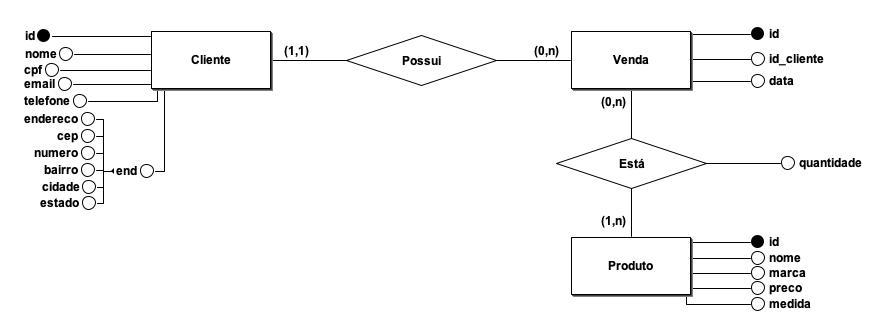 id
nome
cpf
email
telefone
endereco
cep
numero
bairro
cidade
estado
end
Cliente
(1,1)
Possui
(0,n)
Venda
id
id_cliente
data
(0,n)
Está
quantidade
(1,n)
Produto
id
nome
marca
preco
medida